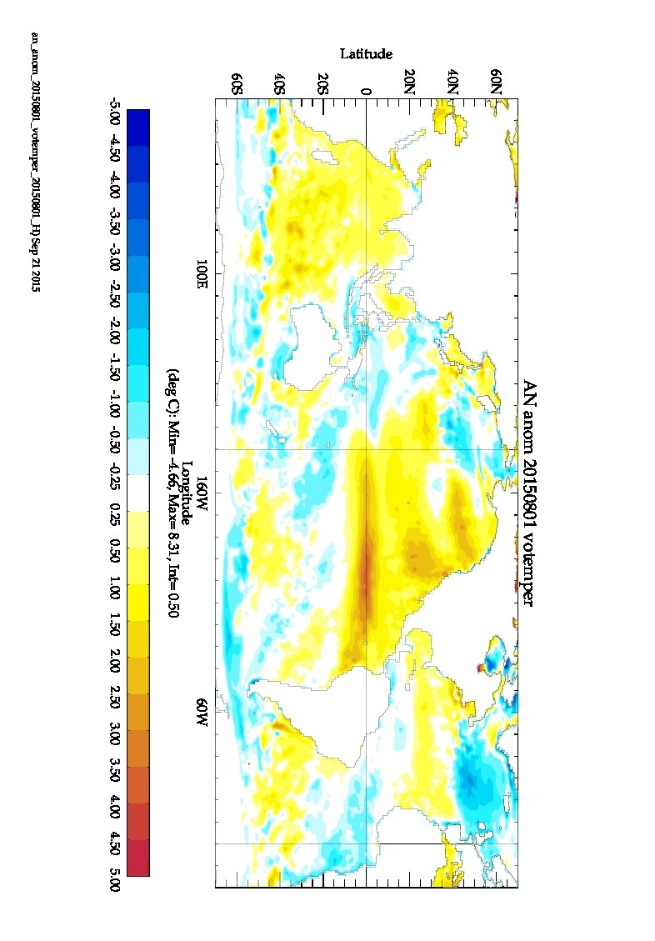 AN anom 20150801 votemper
Latitude
60N
40N
20N
0
20S
40S
60S
100E
160W
60W
Longitude
(deg C): Min= -4.66, Max= 8.31, Int= 0.50
-5.00 -4.50 -4.00 -3.50 -3.00 -2.50 -2.00 -1.50 -1.00 -0.50 -0.25 0.25 0.50 1.00 1.50 2.00 2.50 3.00 3.50 4.00 4.50 5.00
an_anom_20150801_votemper_20150801_H) Sep 21 2015